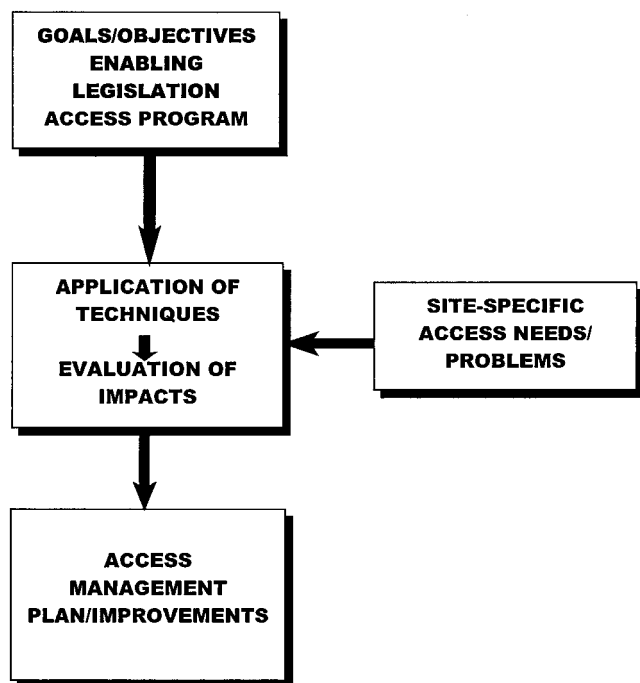 GOALS/OBJECTIVES
ENABLING
LEGISLATION
ACCESS PROGRAM
APPLICATION OF
TECHNIQUES
EVALUATION OF
IMPACTS
SITE-SPECIFIC
ACCESS NEEDS/
PROBLEMS
ACCESS
MANAGEMENT
PLAN/IMPROVEMENTS